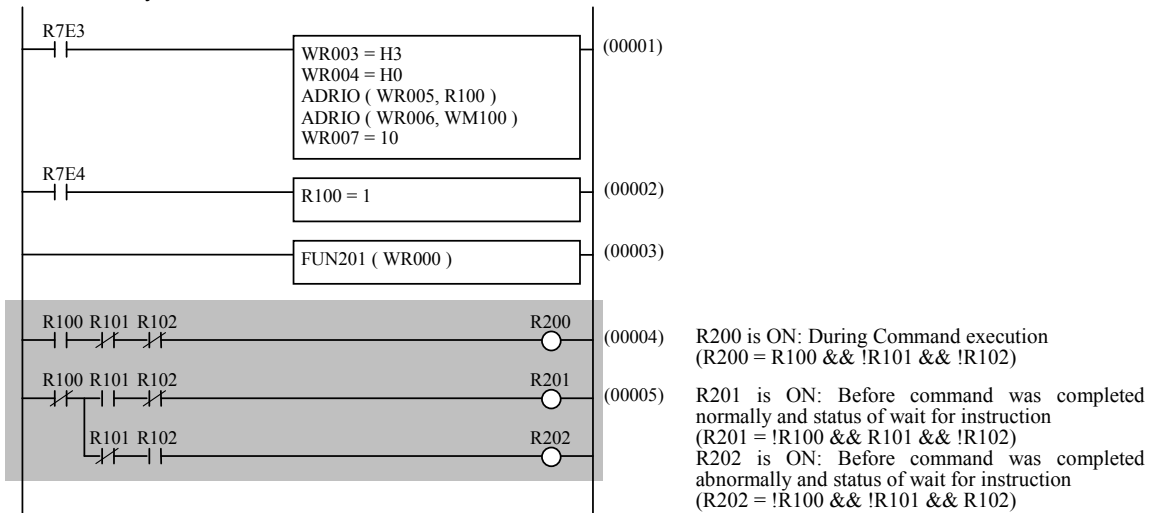 R7E3
WR003 = H3
WR004 = H0
ADRIO ( WR005, R100 )
ADRIO ( WR006, WM100 )
WR007 = 10
(00001)
R7E4
R100 = 1
(00002)
FUN201 ( WR000 )
(00003)
R100 R101 R102
R200
(00004)
R200 is ON: During Command execution
(R200 = R100 && !R101 && !R102)
R100 R101 R102
R201
(00005)
R201 is ON: Before command was completed
normally and status of wait for instruction
(R201 = !R100 && R101 && !R102)
R101 R102
R202
R202 is ON: Before command was completed
abnormally and status of wait for instruction
(R202 = !R100 && !R101 && R102)